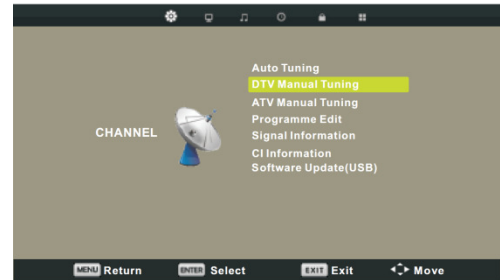 Auto Tuning
DTV Manual Tuning
ATV Manual Tuning
Programme Edit
CHANNEL
Signal Information
CI Information
Software Update(USB)
MENU Return ENTER Select EXIT Exit Move